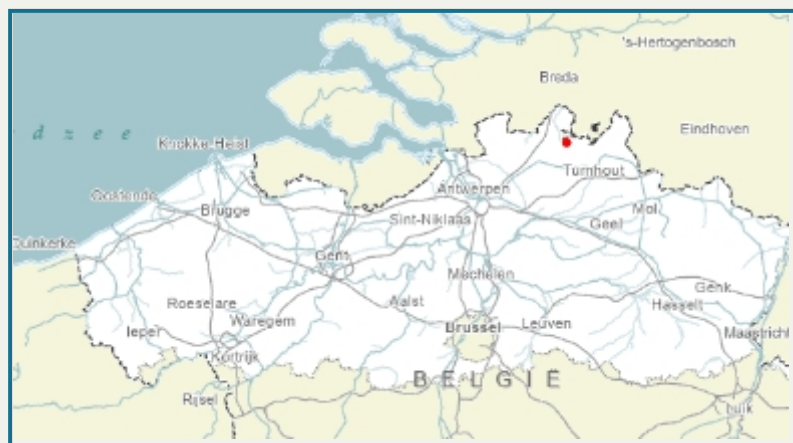 's-Hertogenbosch
Breda
d z e e
Eindhoven
Knokke-Heist
Turnhout
Antwerpen
Oostende
Brugge
Mol
Sint-Niklaas
Geel
Duinkerke
Gent
Mechelen
Genk
Roeselare
Aalst
Hasselt
Waregem
Ieper
Brussel
Leuven
Maastricht
Kortrijk
BELGIË
Rijsel
Luik